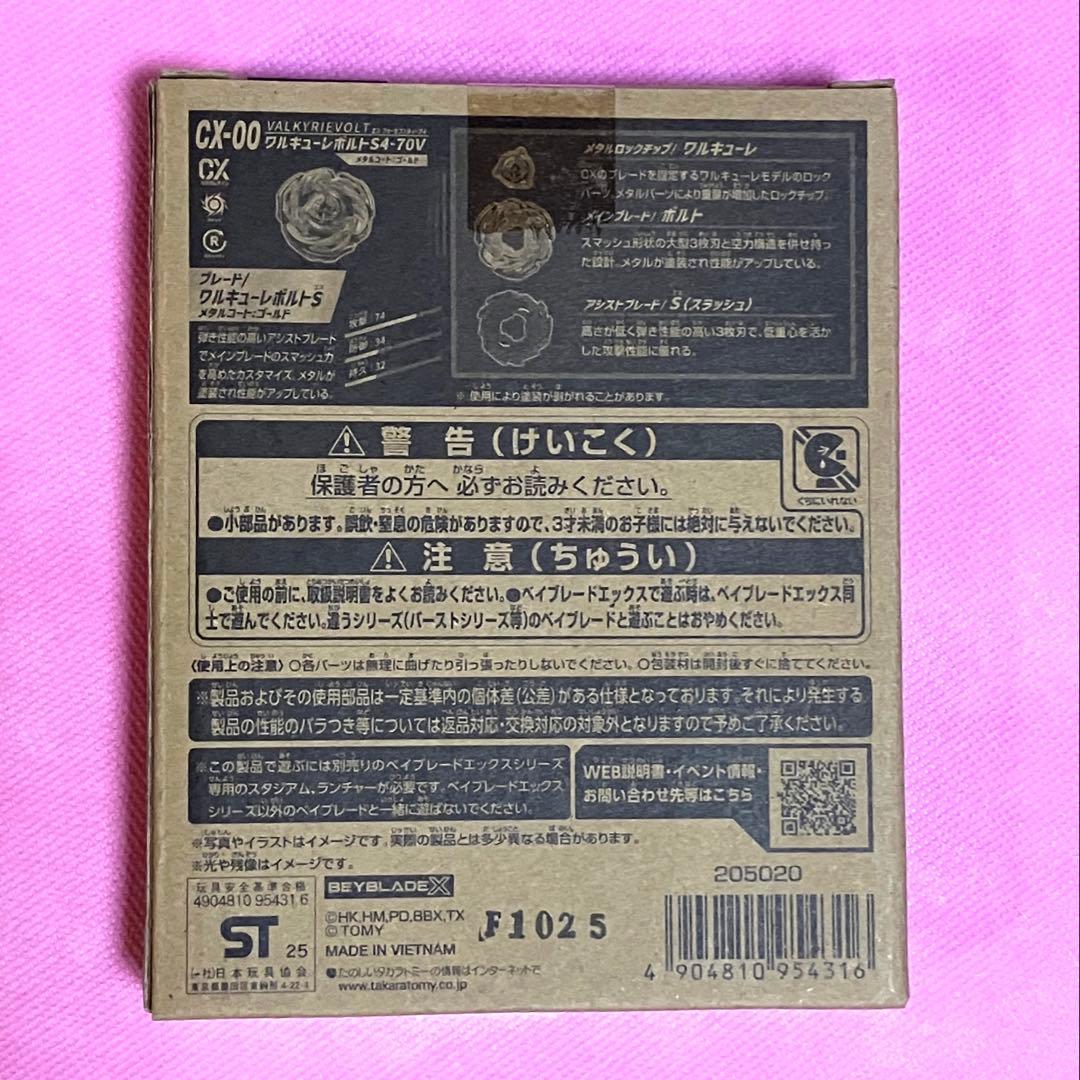 CX-00
VALKYRIEVOLT
ワルキューレボルトS4-70V
メタルコート:ゴールド
CX
R
ブレード/
ワルキューレボルトS
メタルコート:ゴールド
弾き性能の高いアシストブレード
でメインブレードのスマッシュ力
を高めたカスタマイズ。メタルが
塗装され性能がアップしている。
攻撃:74
防御:34
持久:32
メタルロックチップ/ ワルキューレ
CXのブレードを固定するワルキューレモデルのロック
パーツ。メタルパーツにより重量が増加したロックチップ。
メインブレード/ ボルト
スマッシュ形状の大型3枚刃と空力構造を併せ持っ
た設計。メタルが塗装され性能がアップしている。
アシストブレード/ S(スラッシュ)
高さが低く弾き性能の高い3枚刃で、低重心を活か
した攻撃性能に優れる。
※ 使用により塗装が剥がれることがあります。
⚠ 警 告(けいこく)
保護者の方へ 必ずお読みください。
くちにいれない
●小部品があります。誤飲・窒息の危険がありますので、3才未満のお子様には絶対に与えないでください。
⚠ 注 意(ちゅうい)
●ご使用の前に、取扱説明書をよくお読みください。●ベイブレードエックスで遊ぶ時は、ベイブレードエックス同
士で遊んでください。違うシリーズ(バーストシリーズ等)のベイブレードと遊ぶことはおやめください。
〈使用上の注意〉○各パーツは無理に曲げたり引っ張ったりしないでください。○包装材は開封後すぐに捨ててください。
※製品およびその使用部品は一定基準内の個体差(公差)がある仕様となっております。それにより発生する
製品の性能のバラつき等については返品対応・交換対応の対象外となりますので予めご了承ください。
※この製品で遊ぶには別売りのベイブレードエックスシリーズ
専用のスタジアム、ランチャーが必要です。ベイブレードエックス
シリーズ以外のベイブレードと一緒に遊ばないでください。
WEB説明書・イベント情報・
お問い合わせ先等はこちら
※写真やイラストはイメージです。実際の製品とは多少異なる場合があります。
※光や残像はイメージです。
205020
玩具安全基準合格
4904810 954316
ST 25
(一社)日本玩具協会
東京都墨田区東駒形 4-22-4
BEYBLADE X
©HK,HM,PD,BBX,TX
©TOMY
MADE IN VIETNAM
F1025
●たのしいタカラトミーの情報はインターネットで
www.takaratomy.co.jp
4 904810 954316